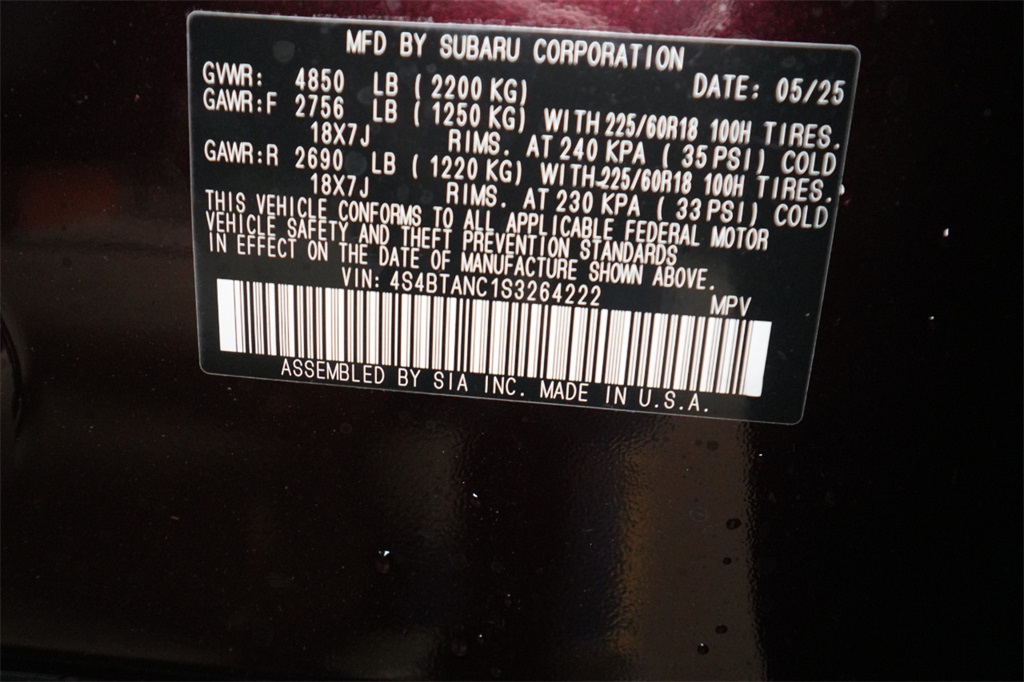 MFD BY SUBARU CORPORATION
GVWR: 4850 LB (2200 KG) DATE: 05/25
GAWR:F 2756 LB (1250 KG) WITH 225/60R18 100H TIRES.
18X7J RIMS. AT 240 KPA (35 PSI) COLD
GAWR:R 2690 LB (1220 KG) WITH 225/60R18 100H TIRES.
18X7J RIMS. AT 230 KPA (33 PSI) COLD
THIS VEHICLE CONFORMS TO ALL APPLICABLE FEDERAL MOTOR
VEHICLE SAFETY AND THEFT PREVENTION STANDARDS
IN EFFECT ON THE DATE OF MANUFACTURE SHOWN ABOVE.
VIN: 4S4BTANC1S3264222 MPV
ASSEMBLED BY SIA INC. MADE IN U.S.A.